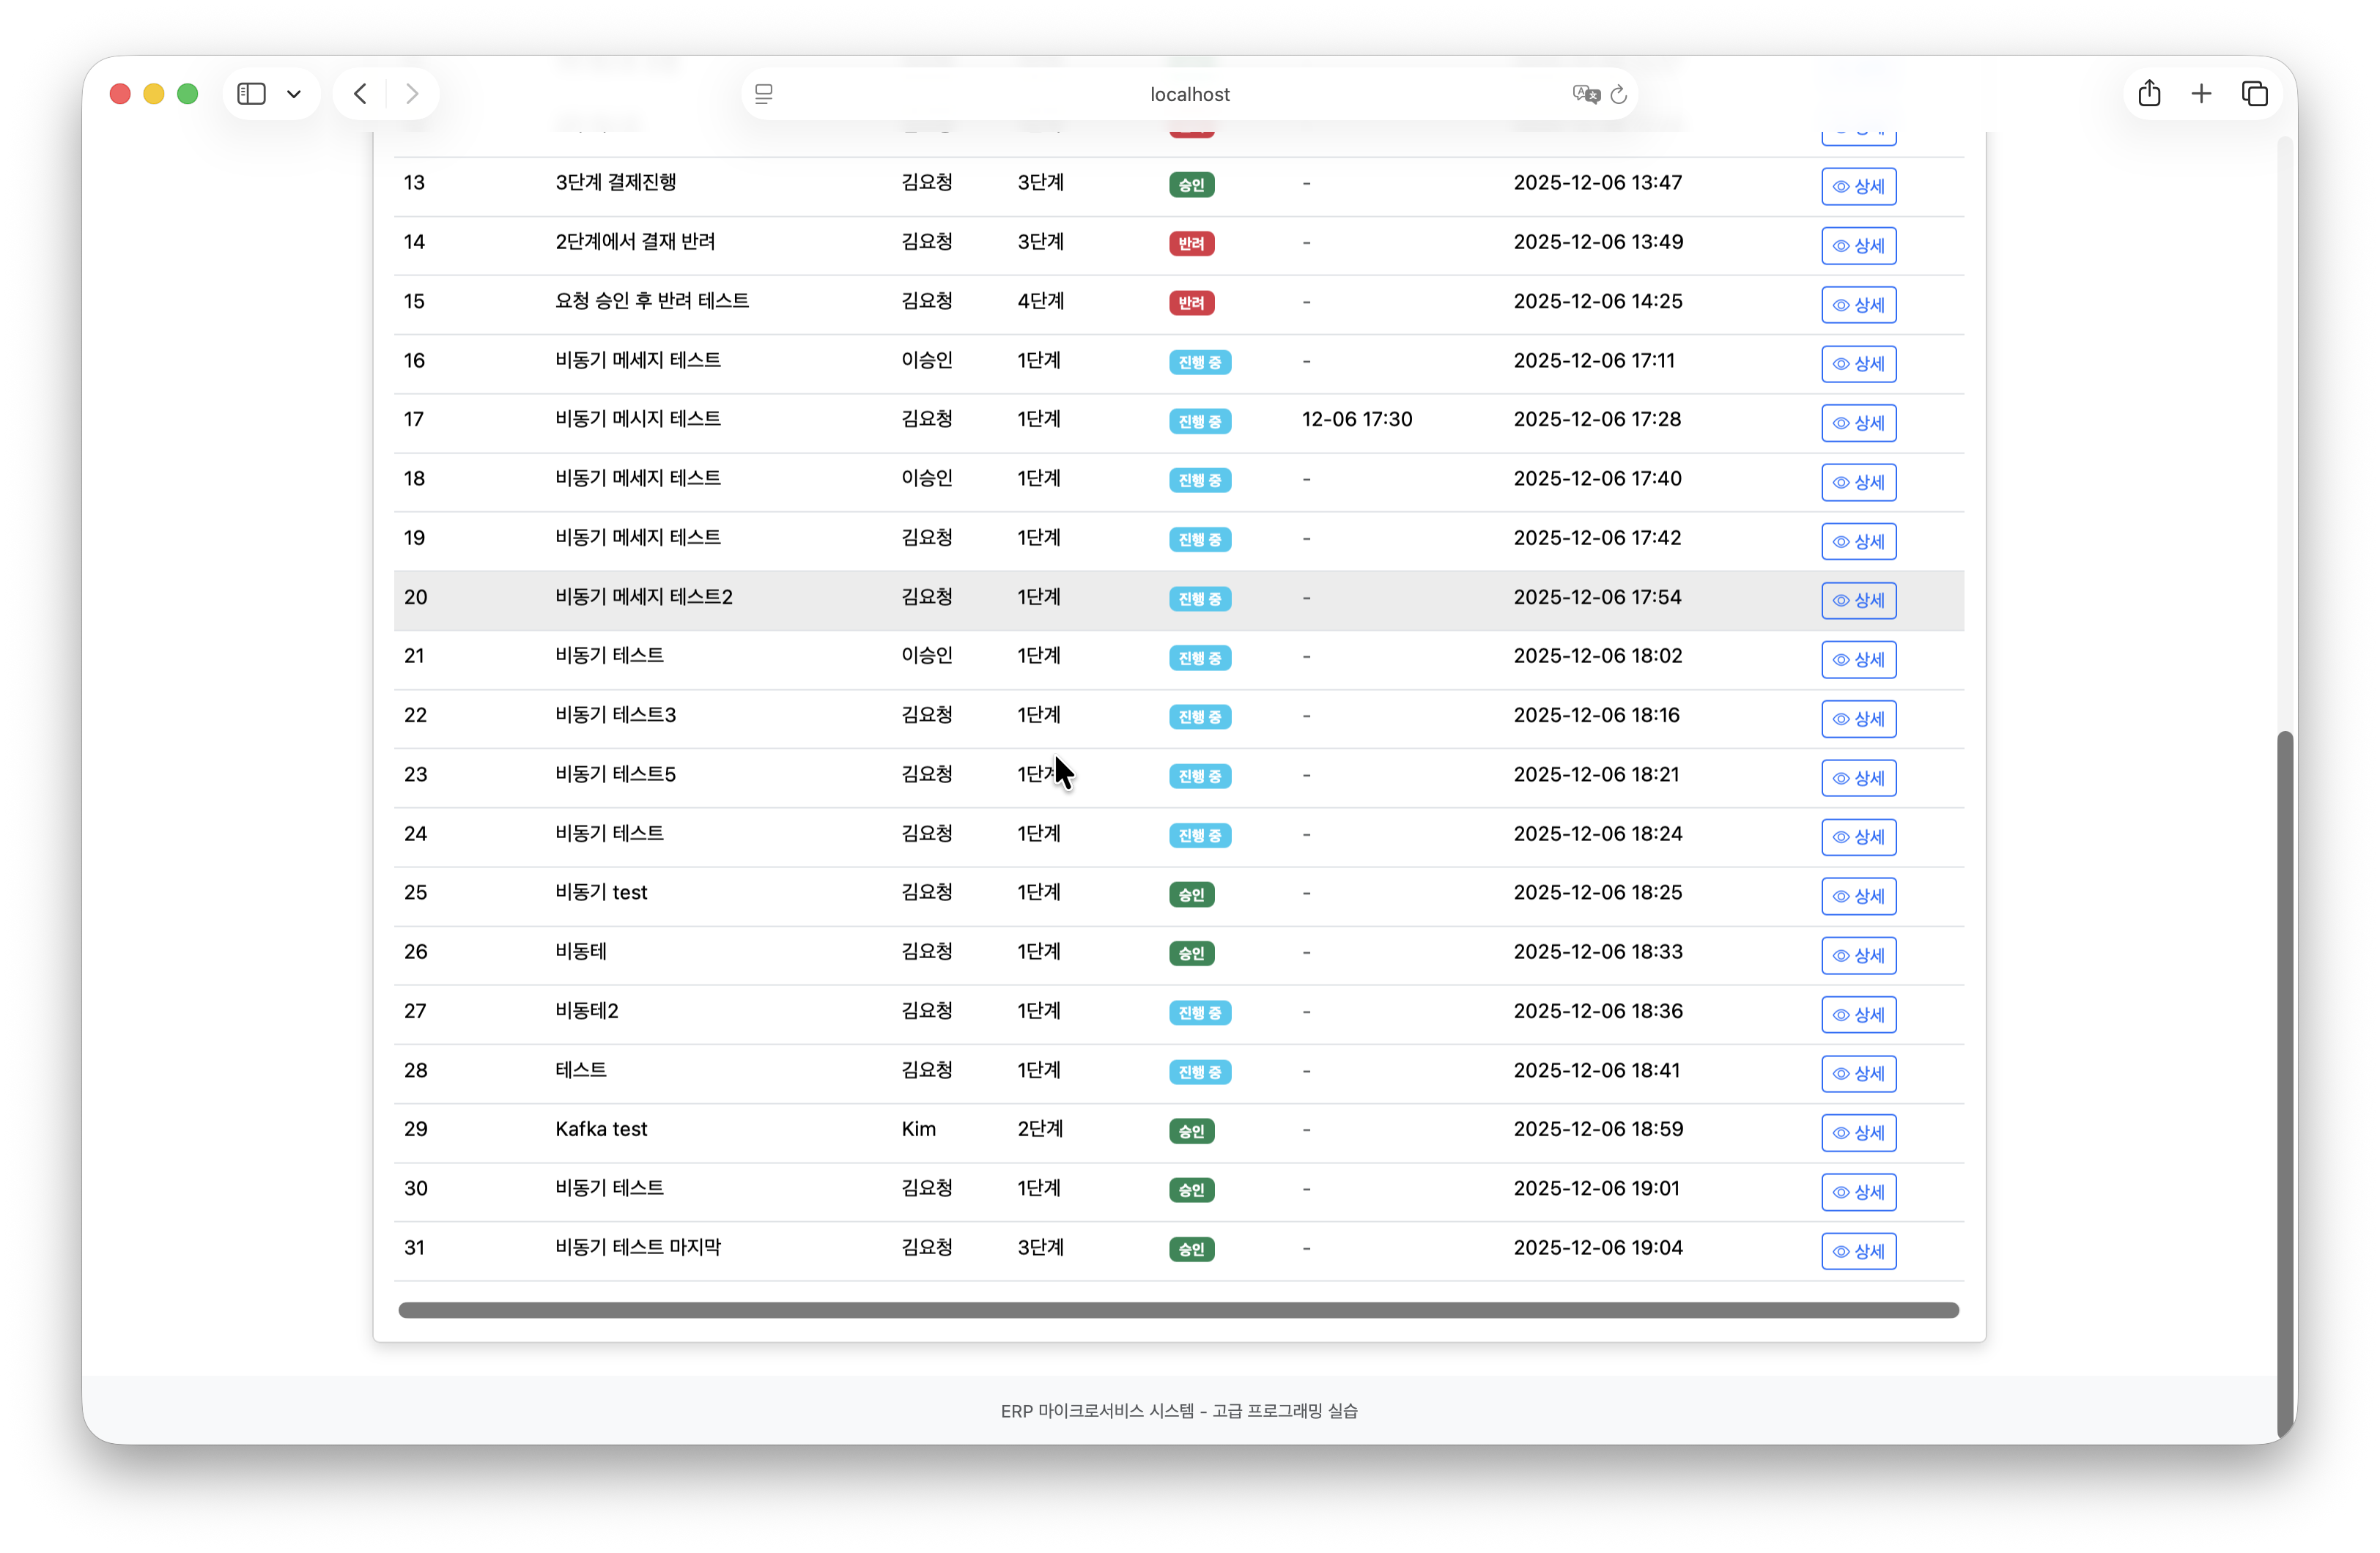 localhost
13 3단계 결제진행 김요청 3단계 승인 - 2025-12-06 13:47 상세
14 2단계에서 결재 반려 김요청 3단계 반려 - 2025-12-06 13:49 상세
15 요청 승인 후 반려 테스트 김요청 4단계 반려 - 2025-12-06 14:25 상세
16 비동기 메세지 테스트 이승인 1단계 진행 중 - 2025-12-06 17:11 상세
17 비동기 메시지 테스트 김요청 1단계 진행 중 12-06 17:30 2025-12-06 17:28 상세
18 비동기 메세지 테스트 이승인 1단계 진행 중 - 2025-12-06 17:40 상세
19 비동기 메세지 테스트 김요청 1단계 진행 중 - 2025-12-06 17:42 상세
20 비동기 메세지 테스트2 김요청 1단계 진행 중 - 2025-12-06 17:54 상세
21 비동기 테스트 이승인 1단계 진행 중 - 2025-12-06 18:02 상세
22 비동기 테스트3 김요청 1단계 진행 중 - 2025-12-06 18:16 상세
23 비동기 테스트5 김요청 1단계 진행 중 - 2025-12-06 18:21 상세
24 비동기 테스트 김요청 1단계 진행 중 - 2025-12-06 18:24 상세
25 비동기 test 김요청 1단계 승인 - 2025-12-06 18:25 상세
26 비동테 김요청 1단계 승인 - 2025-12-06 18:33 상세
27 비동테2 김요청 1단계 진행 중 - 2025-12-06 18:36 상세
28 테스트 김요청 1단계 진행 중 - 2025-12-06 18:41 상세
29 Kafka test Kim 2단계 승인 - 2025-12-06 18:59 상세
30 비동기 테스트 김요청 1단계 승인 - 2025-12-06 19:01 상세
31 비동기 테스트 마지막 김요청 3단계 승인 - 2025-12-06 19:04 상세
ERP 마이크로서비스 시스템 - 고급 프로그래밍 실습